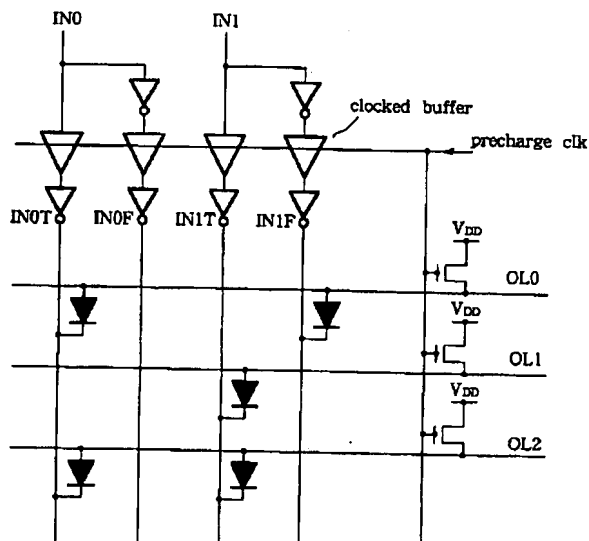 IN0 IN1
clocked buffer
precharge clk
IN0T IN0F IN1T IN1F
VDD
OL0
VDD
OL1
VDD
OL2